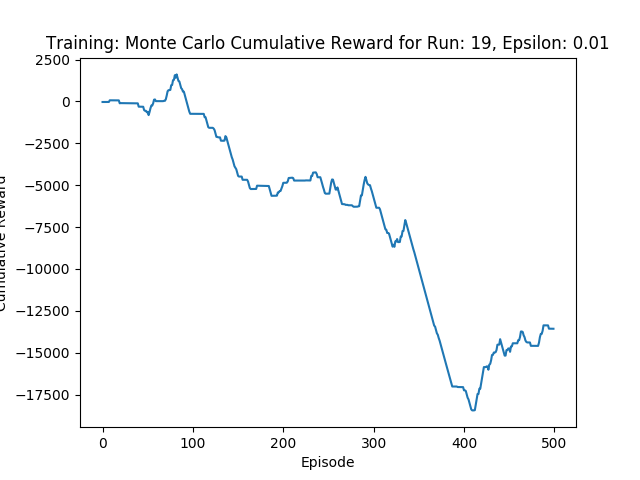 Training: Monte Carlo Cumulative Reward for Run: 19, Epsilon: 0.01
2500
0
−2500
−5000
−7500
−10000
−12500
−15000
−17500
Cumulative Reward
0 100 200 300 400 500
Episode